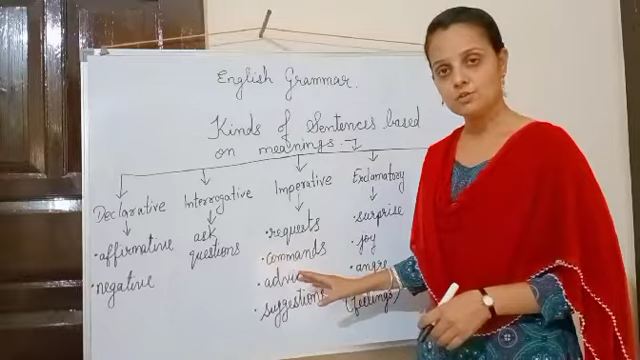 English Grammar.
Kinds of Sentences based
on meanings :-
Declarative Interrogative Imperative Exclamatory
• affirmative
• negative
ask
questions
• requests
• commands
• suggestions
• surprise
• joy
• angre
(feelings)